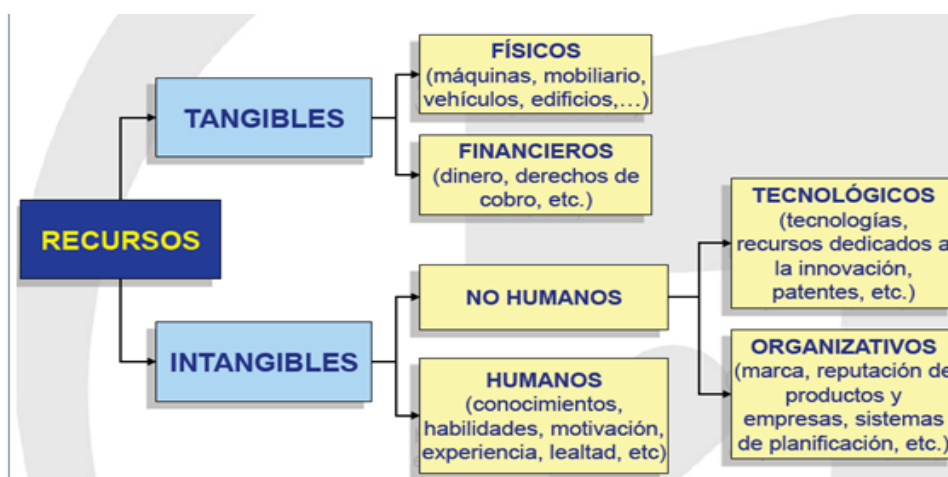 RECURSOS
TANGIBLES
FÍSICOS
(máquinas, mobiliario,
vehículos, edificios,...)
FINANCIEROS
(dinero, derechos de
cobro, etc.)
INTANGIBLES
NO HUMANOS
TECNOLÓGICOS
(tecnologías,
recursos dedicados a
la innovación,
patentes, etc.)
ORGANIZATIVOS
(marca, reputación de
productos y
empresas, sistemas
de planificación, etc.)
HUMANOS
(conocimientos,
habilidades, motivación,
experiencia, lealtad, etc)